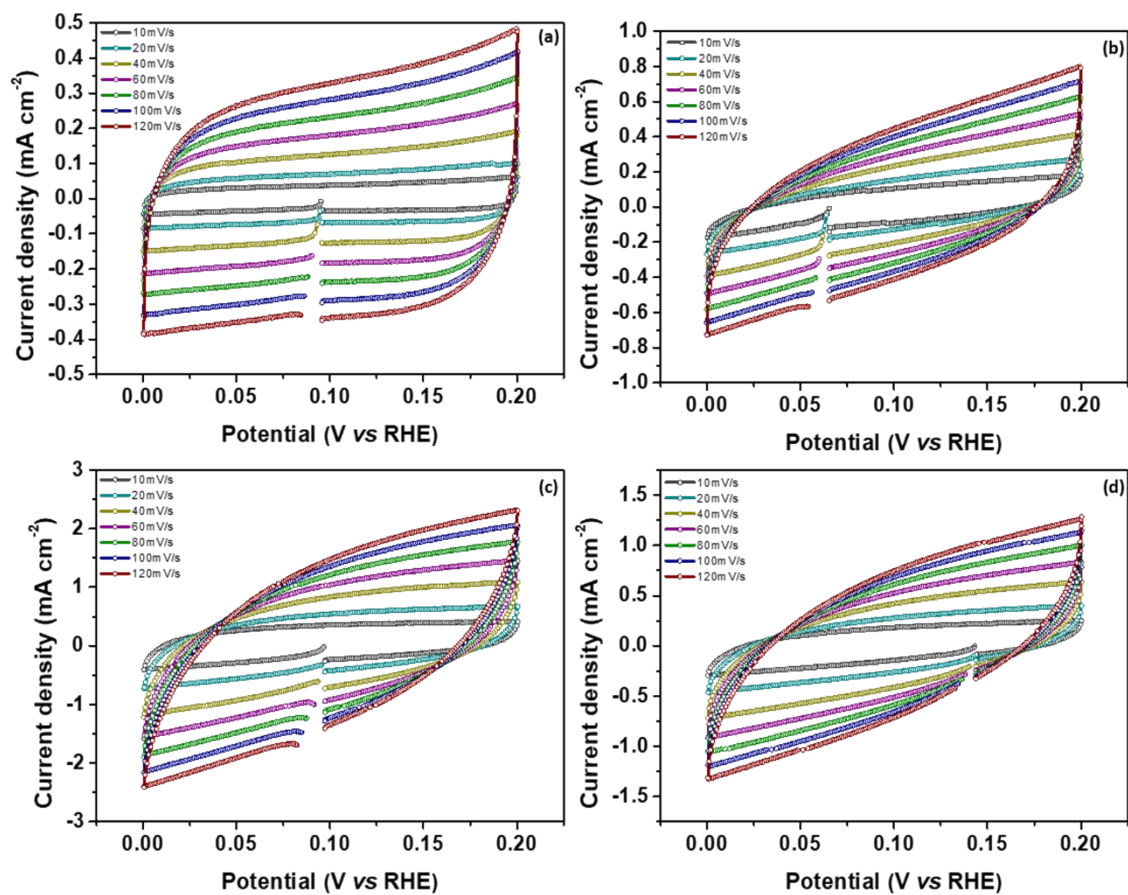 (a)
10mV/s
20mV/s
40mV/s
60mV/s
80mV/s
100mV/s
120mV/s
0.5
0.4
0.3
0.2
0.1
0.0
-0.1
-0.2
-0.3
-0.4
-0.5
Current density (mA cm-2)
0.00 0.05 0.10 0.15 0.20
Potential (V vs RHE)
(b)
10mV/s
20mV/s
40mV/s
60mV/s
80mV/s
100mV/s
120mV/s
1.0
0.8
0.6
0.4
0.2
0.0
-0.2
-0.4
-0.6
-0.8
-1.0
Current density (mA cm-2)
0.00 0.05 0.10 0.15 0.20
Potential (V vs RHE)
(c)
10mV/s
20mV/s
40mV/s
60mV/s
80mV/s
100mV/s
120mV/s
3
2
1
0
-1
-2
-3
Current density (mA cm-2)
0.00 0.05 0.10 0.15 0.20
Potential (V vs RHE)
(d)
10mV/s
20mV/s
40mV/s
60mV/s
80mV/s
100mV/s
120mV/s
1.5
1.0
0.5
0.0
-0.5
-1.0
-1.5
Current density (mA cm-2)
0.00 0.05 0.10 0.15 0.20
Potential (V vs RHE)